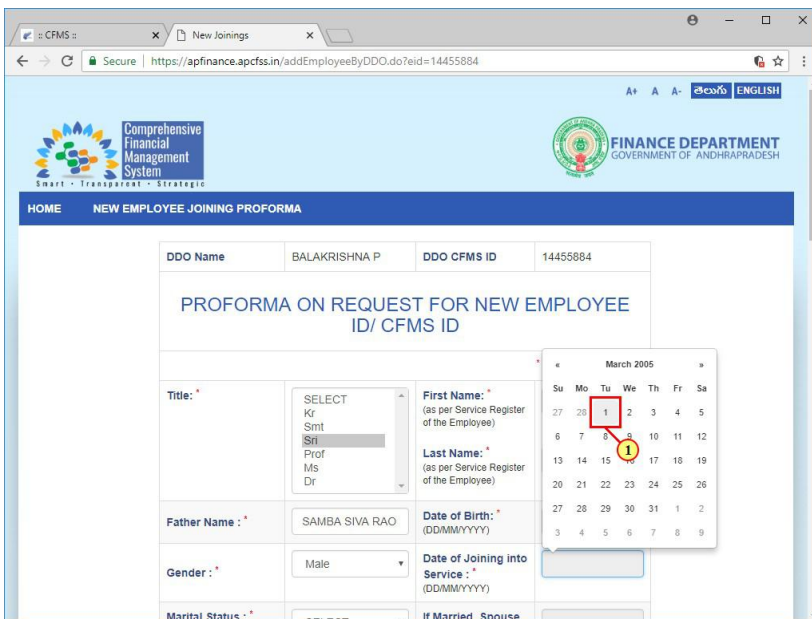 :: CFMS ::
New Joinings
Secure https://apfinance.apcfss.in/addEmployeeByDDO.do?eid=14455884
A+ A A- తెలుగు ENGLISH
Comprehensive
Financial
Management
System
Smart · Transparent · Strategic
FINANCE DEPARTMENT
GOVERNMENT OF ANDHRAPRADESH
HOME NEW EMPLOYEE JOINING PROFORMA
DDO Name BALAKRISHNA P DDO CFMS ID 14455884
PROFORMA ON REQUEST FOR NEW EMPLOYEE
ID/ CFMS ID
*
Title: *
SELECT
Kr
Smt
Sri
Prof
Ms
Dr
First Name: *
(as per Service Register
of the Employee)
Last Name: *
(as per Service Register
of the Employee)
« March 2005 »
Su Mo Tu We Th Fr Sa
27 28 1 2 3 4 5
6 7 8 9 10 11 12
1
13 14 15 16 17 18 19
20 21 22 23 24 25 26
27 28 29 30 31 1 2
3 4 5 6 7 8 9
Father Name : * SAMBA SIVA RAO
Date of Birth: *
(DD/MM/YYYY)
Gender : * Male
Date of Joining into
Service : *
(DD/MM/YYYY)
Marital Status : * SELECT
If Married, Spouse